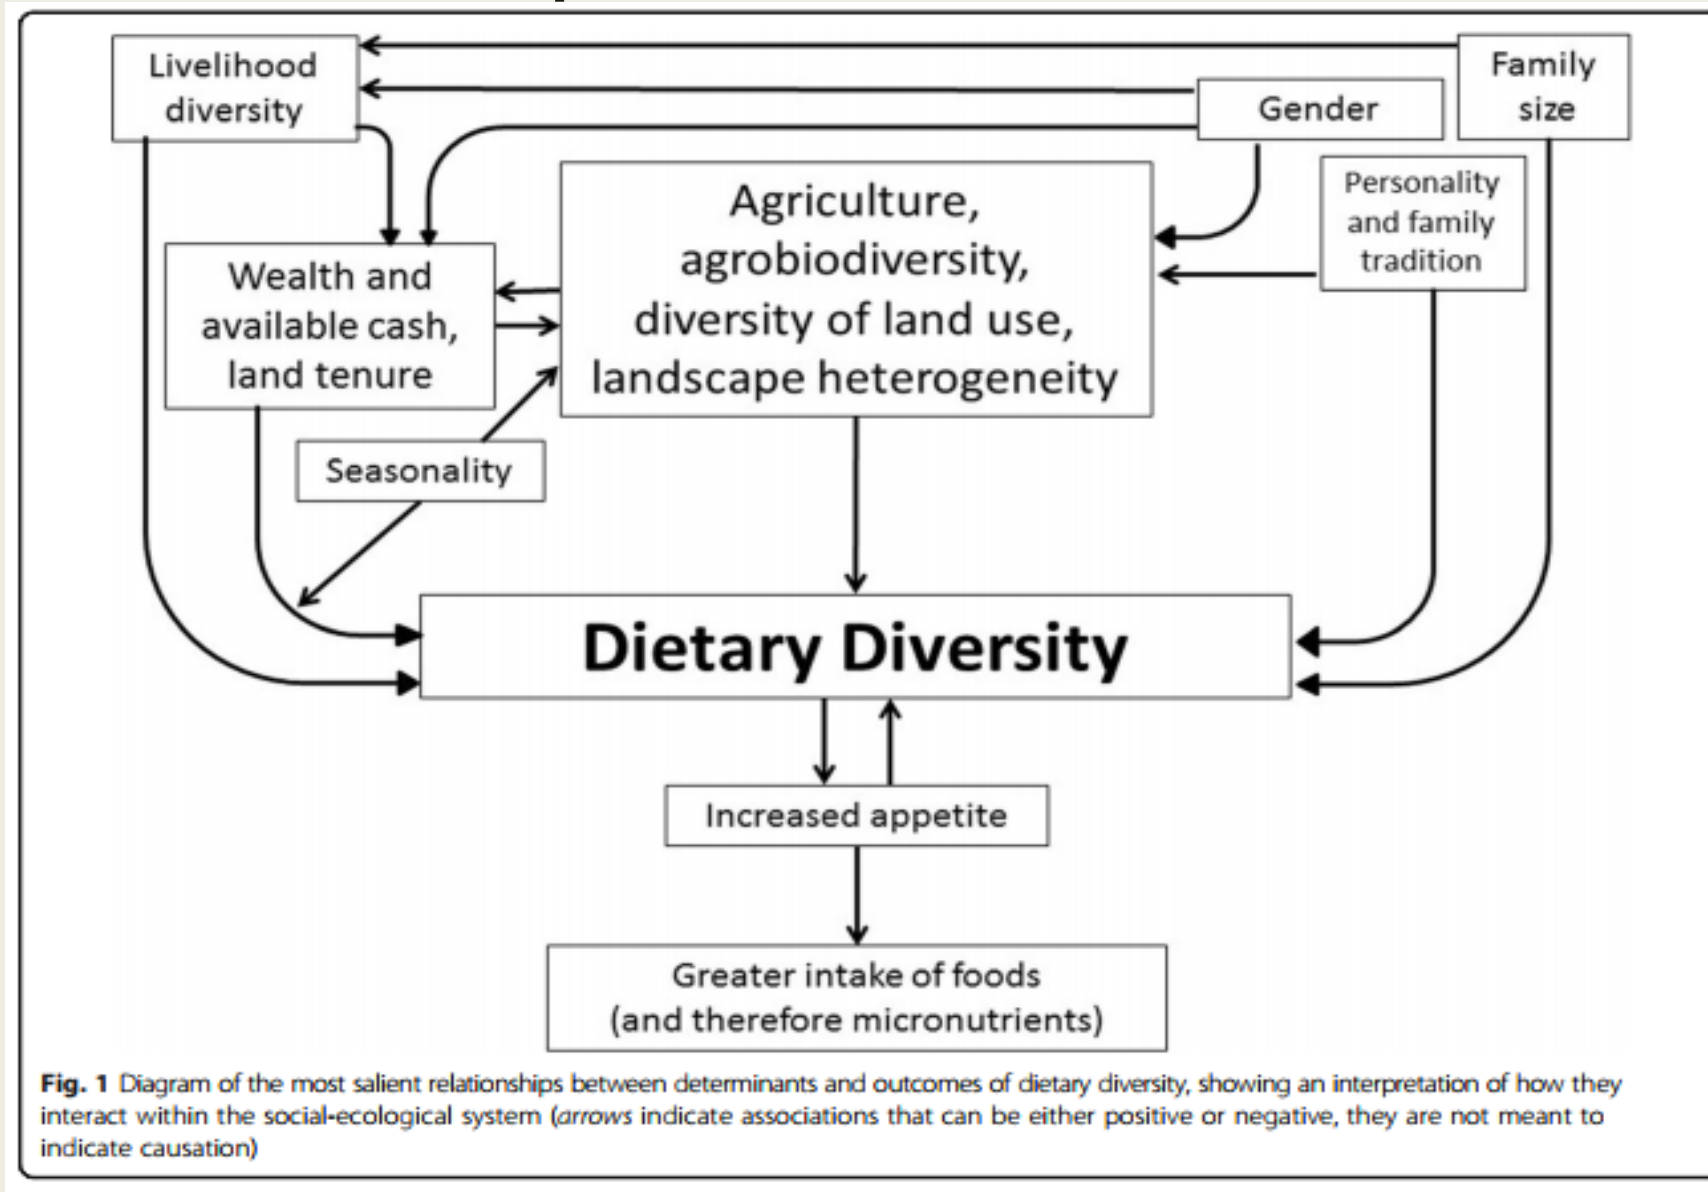 Livelihood
diversity
Family
size
Gender
Personality
and family
tradition
Agriculture,
agrobiodiversity,
diversity of land use,
landscape heterogeneity
Wealth and
available cash,
land tenure
Seasonality
Dietary Diversity
Increased appetite
Greater intake of foods
(and therefore micronutrients)
Fig. 1 Diagram of the most salient relationships between determinants and outcomes of dietary diversity, showing an interpretation of how they
interact within the social-ecological system (arrows indicate associations that can be either positive or negative, they are not meant to
indicate causation)